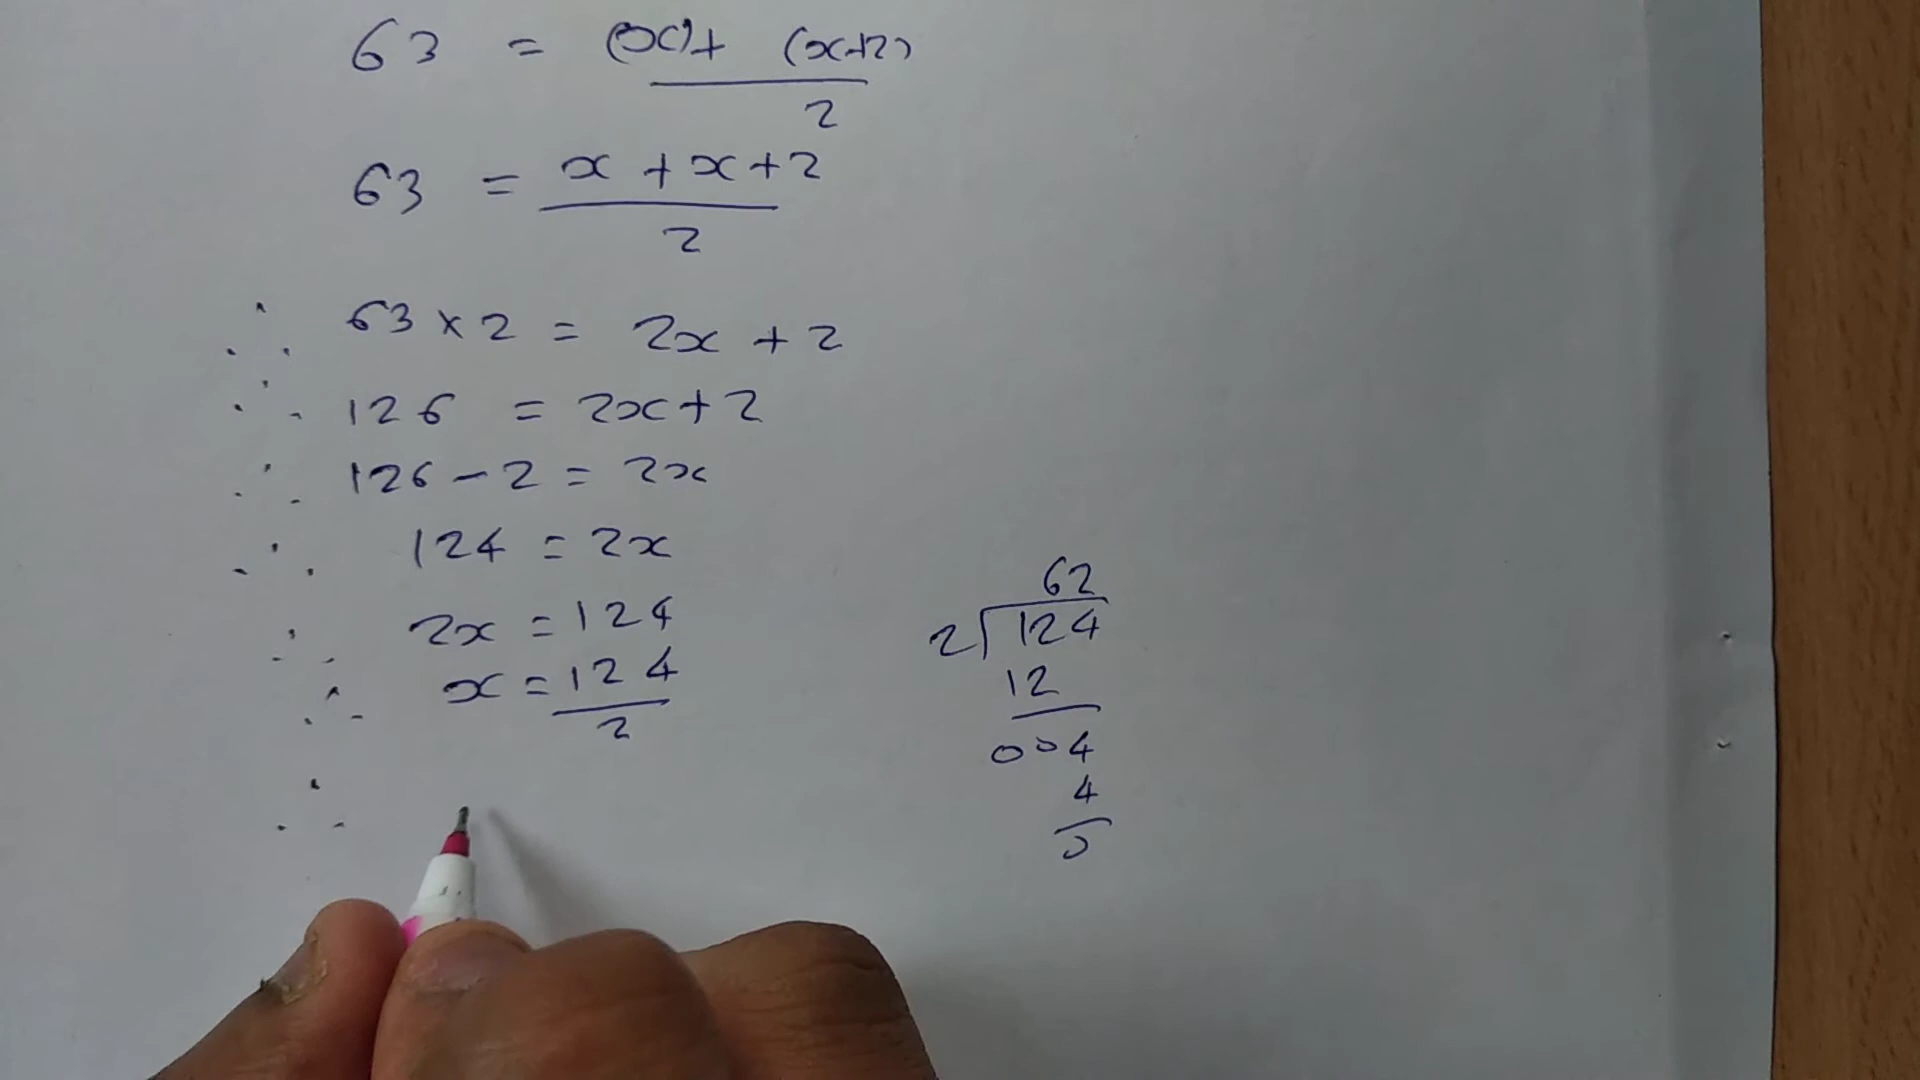 63 = (x)+ (x+2)
2
63 = x + x + 2
2
∴ 63 × 2 = 2x + 2
∴ 126 = 2x + 2
∴ 126 - 2 = 2x
∴ 124 = 2x
∴ 2x = 124
∴ x = 124
2
∴
62
2 124
12
004
4
0